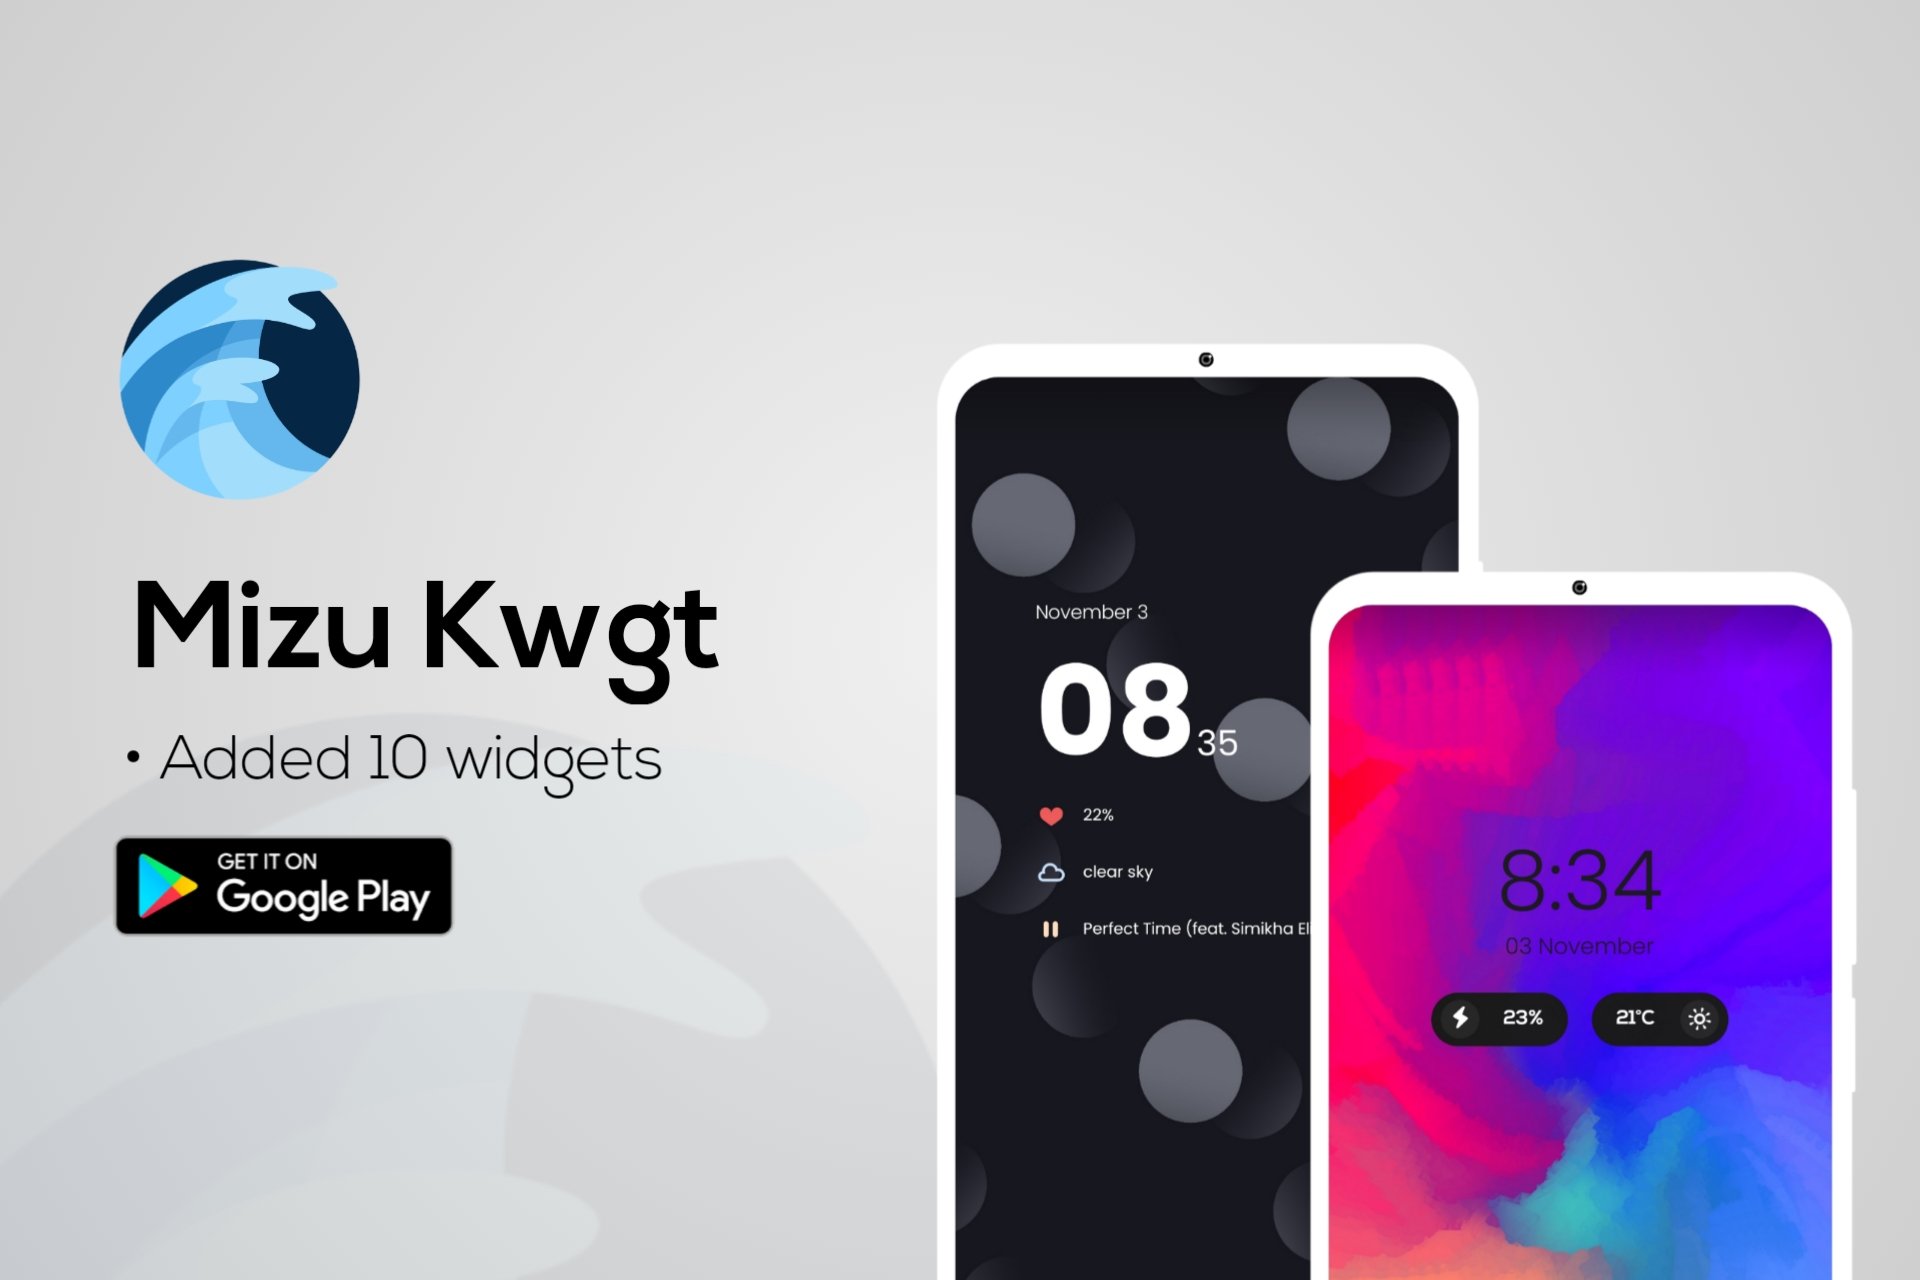 Mizu Kwgt
• Added 10 widgets
GET IT ON
Google Play
November 3
08
35
22%
clear sky
Perfect Time (feat. Simikha El
8:34
03 November
23%
21°C